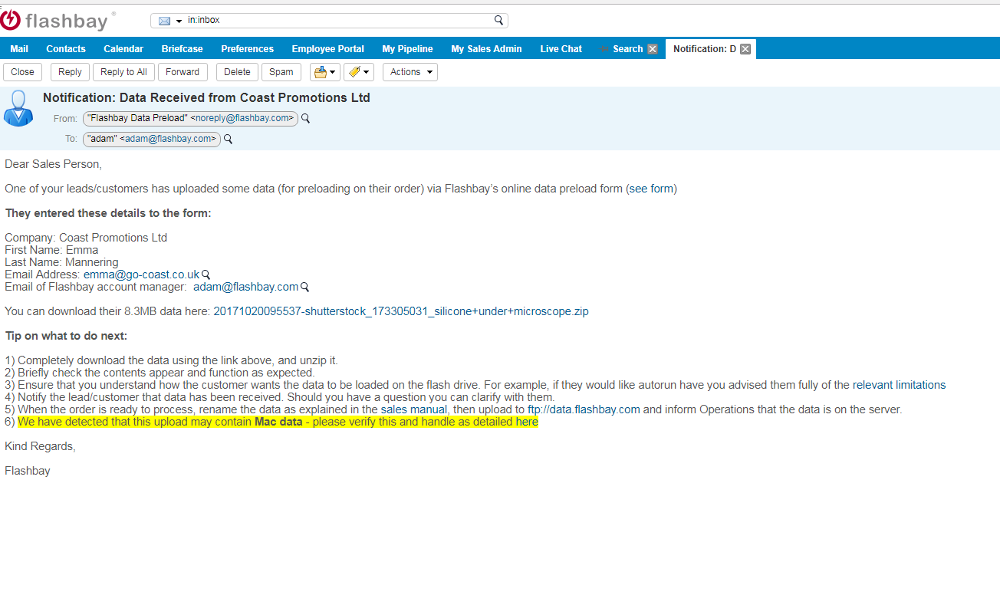 flashbay®
in:inbox
Mail Contacts Calendar Briefcase Preferences Employee Portal My Pipeline My Sales Admin Live Chat Search Notification: D
Close Reply Reply to All Forward Delete Spam Actions
Notification: Data Received from Coast Promotions Ltd
From: "Flashbay Data Preload" <noreply@flashbay.com>
To: "adam" <adam@flashbay.com>
Dear Sales Person,
One of your leads/customers has uploaded some data (for preloading on their order) via Flashbay's online data preload form (see form)
They entered these details to the form:
Company: Coast Promotions Ltd
First Name: Emma
Last Name: Mannering
Email Address: emma@go-coast.co.uk
Email of Flashbay account manager: adam@flashbay.com
You can download their 8.3MB data here: 20171020095537-shutterstock_173305031_silicone+under+microscope.zip
Tip on what to do next:
1) Completely download the data using the link above, and unzip it.
2) Briefly check the contents appear and function as expected.
3) Ensure that you understand how the customer wants the data to be loaded on the flash drive. For example, if they would like autorun have you advised them fully of the relevant limitations
4) Notify the lead/customer that data has been received. Should you have a question you can clarify with them.
5) When the order is ready to process, rename the data as explained in the sales manual, then upload to ftp://data.flashbay.com and inform Operations that the data is on the server.
6) We have detected that this upload may contain Mac data - please verify this and handle as detailed here
Kind Regards,
Flashbay